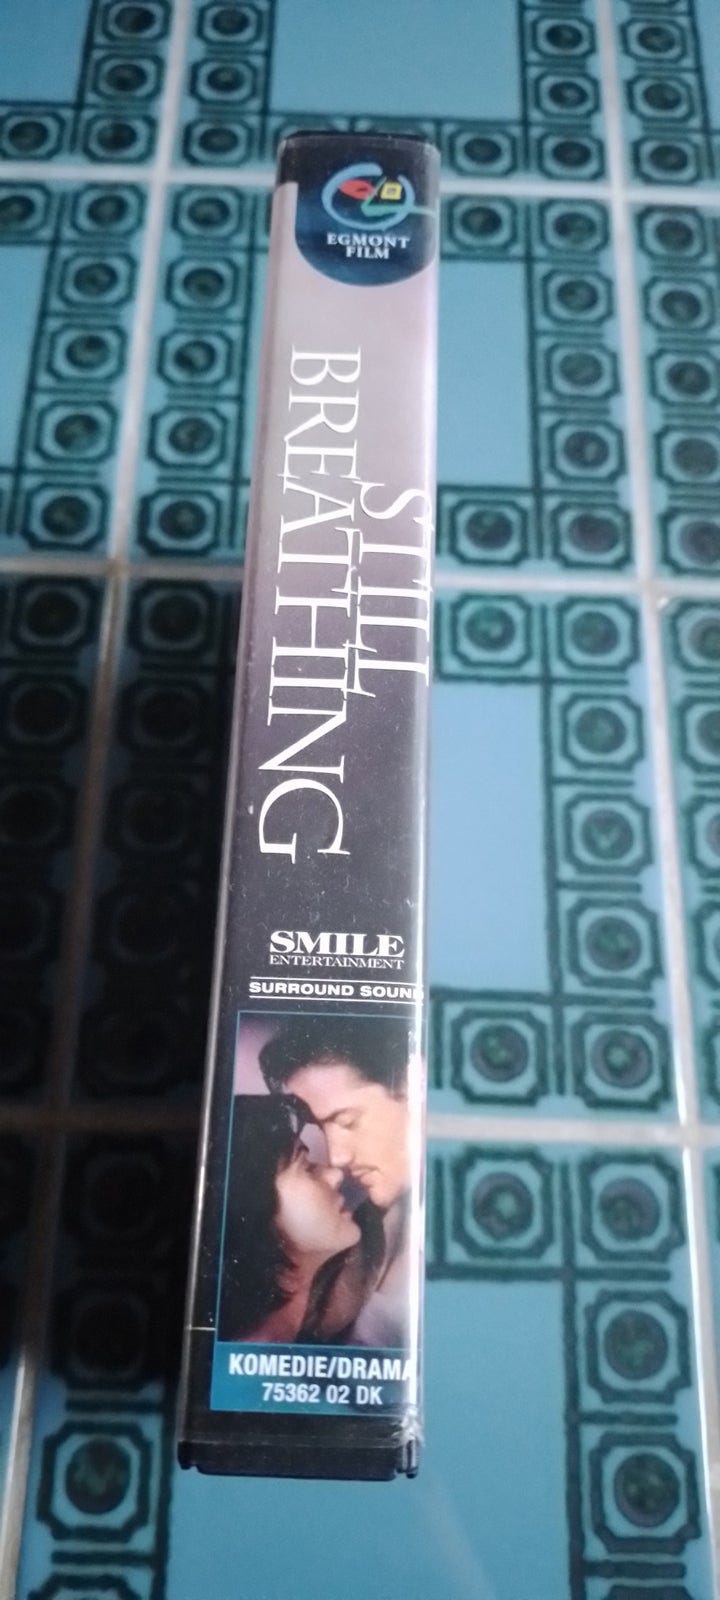 EGMONT
FILM
STILL
BREATHING
SMILE
ENTERTAINMENT
SURROUND SOUND
KOMEDIE/DRAMA
75362 02 DK